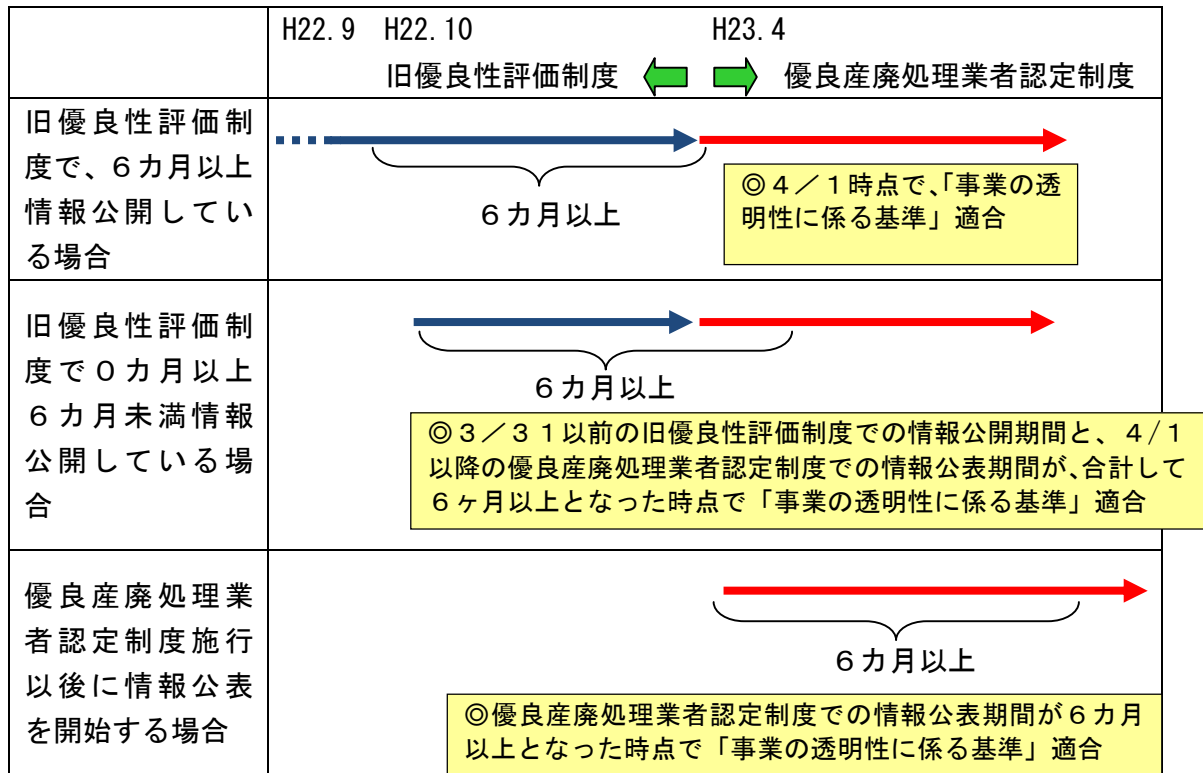 H22.9 H22.10 H23.4
旧優良性評価制度 優良産廃処理業者認定制度
旧優良性評価制
度で、６カ月以上
情報公開してい
る場合
６カ月以上
◎４／１時点で、「事業の透
明性に係る基準」適合
旧優良性評価制
度で０カ月以上
６カ月未満情報
公開している場
合
６カ月以上
◎３／３１以前の旧優良性評価制度での情報公開期間と、４/１
以降の優良産廃処理業者認定制度での情報公表期間が、合計して
６ヶ月以上となった時点で「事業の透明性に係る基準」適合
優良産廃処理業
者認定制度施行
以後に情報公表
を開始する場合
６カ月以上
◎優良産廃処理業者認定制度での情報公表期間が６カ月
以上となった時点で「事業の透明性に係る基準」適合